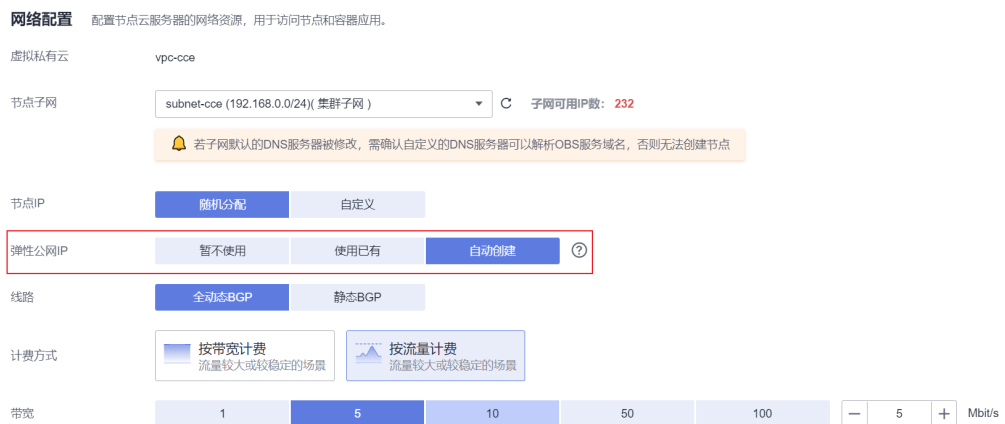 网络配置 配置节点云服务器的网络资源，用于访问节点和容器应用。
虚拟私有云 vpc-cce
节点子网 subnet-cce (192.168.0.0/24)( 集群子网 ) 子网可用IP数： 232
若子网默认的DNS服务器被修改，需确认自定义的DNS服务器可以解析OBS服务域名，否则无法创建节点
节点IP 随机分配 自定义
弹性公网IP 暂不使用 使用已有 自动创建 ?
线路 全动态BGP 静态BGP
计费方式 按带宽计费 按流量计费
流量较大或较稳定的场景 流量较大或较稳定的场景
带宽 1 5 10 50 100 — 5 + Mbit/s